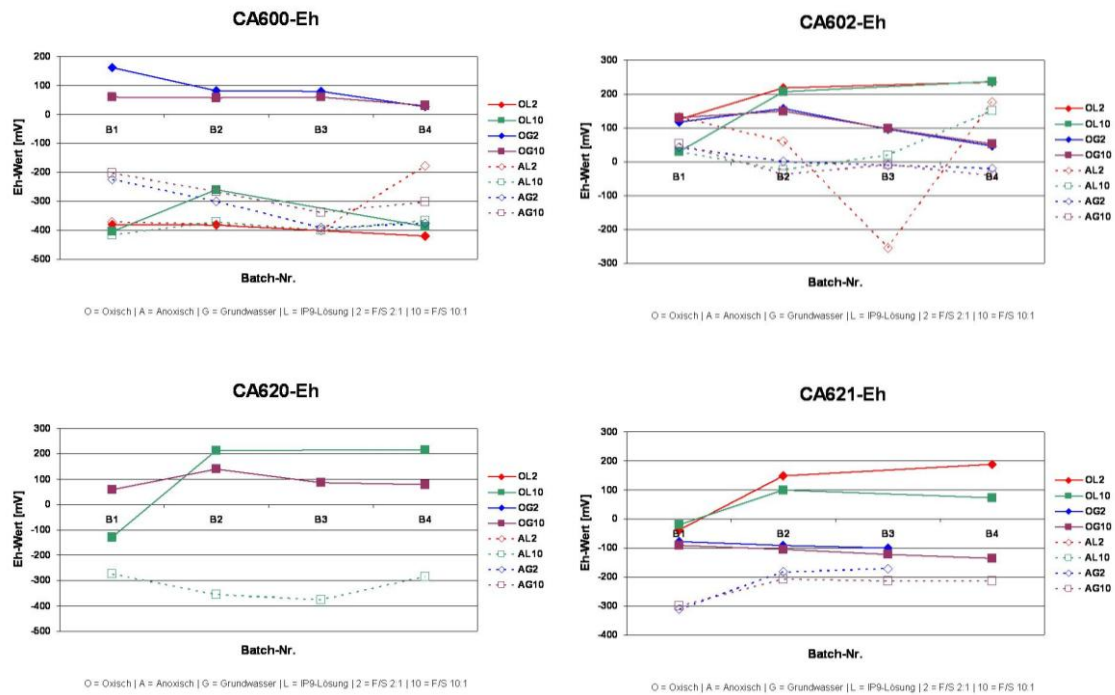 CA600-Eh
200
100
0
-100
-200
-300
-400
-500
Eh-Wert [mV]
B1 B2 B3 B4
Batch-Nr.
OL2
OL10
OG2
OG10
AL2
AL10
AG2
AG10
O = Oxisch | A = Anoxisch | G = Grundwasser | L = IP9-Lösung | 2 = F/S 2:1 | 10 = F/S 10:1
CA602-Eh
300
200
100
0
-100
-200
-300
Eh-Wert [mV]
B1 B2 B3 B4
Batch-Nr.
OL2
OL10
OG2
OG10
AL2
AL10
AG2
AG10
O = Oxisch | A = Anoxisch | G = Grundwasser | L = IP9-Lösung | 2 = F/S 2:1 | 10 = F/S 10:1
CA620-Eh
300
200
100
0
-100
-200
-300
-400
-500
Eh-Wert [mV]
B1 B2 B3 B4
Batch-Nr.
OL2
OL10
OG2
OG10
AL2
AL10
AG2
AG10
O = Oxisch | A = Anoxisch | G = Grundwasser | L = IP9-Lösung | 2 = F/S 2:1 | 10 = F/S 10:1
CA621-Eh
300
200
100
0
-100
-200
-300
-400
Eh-Wert [mV]
B1 B2 B3 B4
Batch-Nr.
OL2
OL10
OG2
OG10
AL2
AL10
AG2
AG10
O = Oxisch | A = Anoxisch | G = Grundwasser | L = IP9-Lösung | 2 = F/S 2:1 | 10 = F/S 10:1